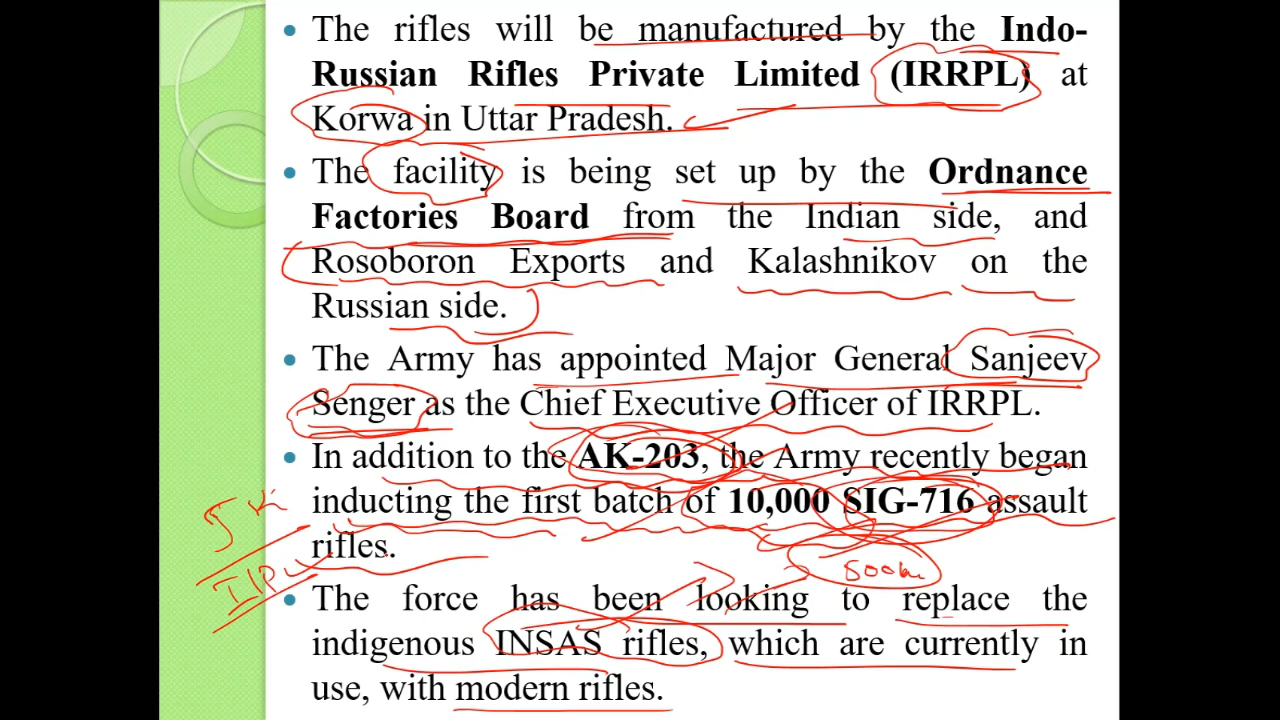 The rifles will be manufactured by the Indo-
Russian Rifles Private Limited (IRRPL) at
Korwa in Uttar Pradesh.
The facility is being set up by the Ordnance
Factories Board from the Indian side, and
Rosoboron Exports and Kalashnikov on the
Russian side.
The Army has appointed Major General Sanjeev
Senger as the Chief Executive Officer of IRRPL.
In addition to the AK-203, the Army recently began
inducting the first batch of 10,000 SIG-716 assault
rifles.
500m
The force has been looking to replace the
indigenous INSAS rifles, which are currently in
use, with modern rifles.